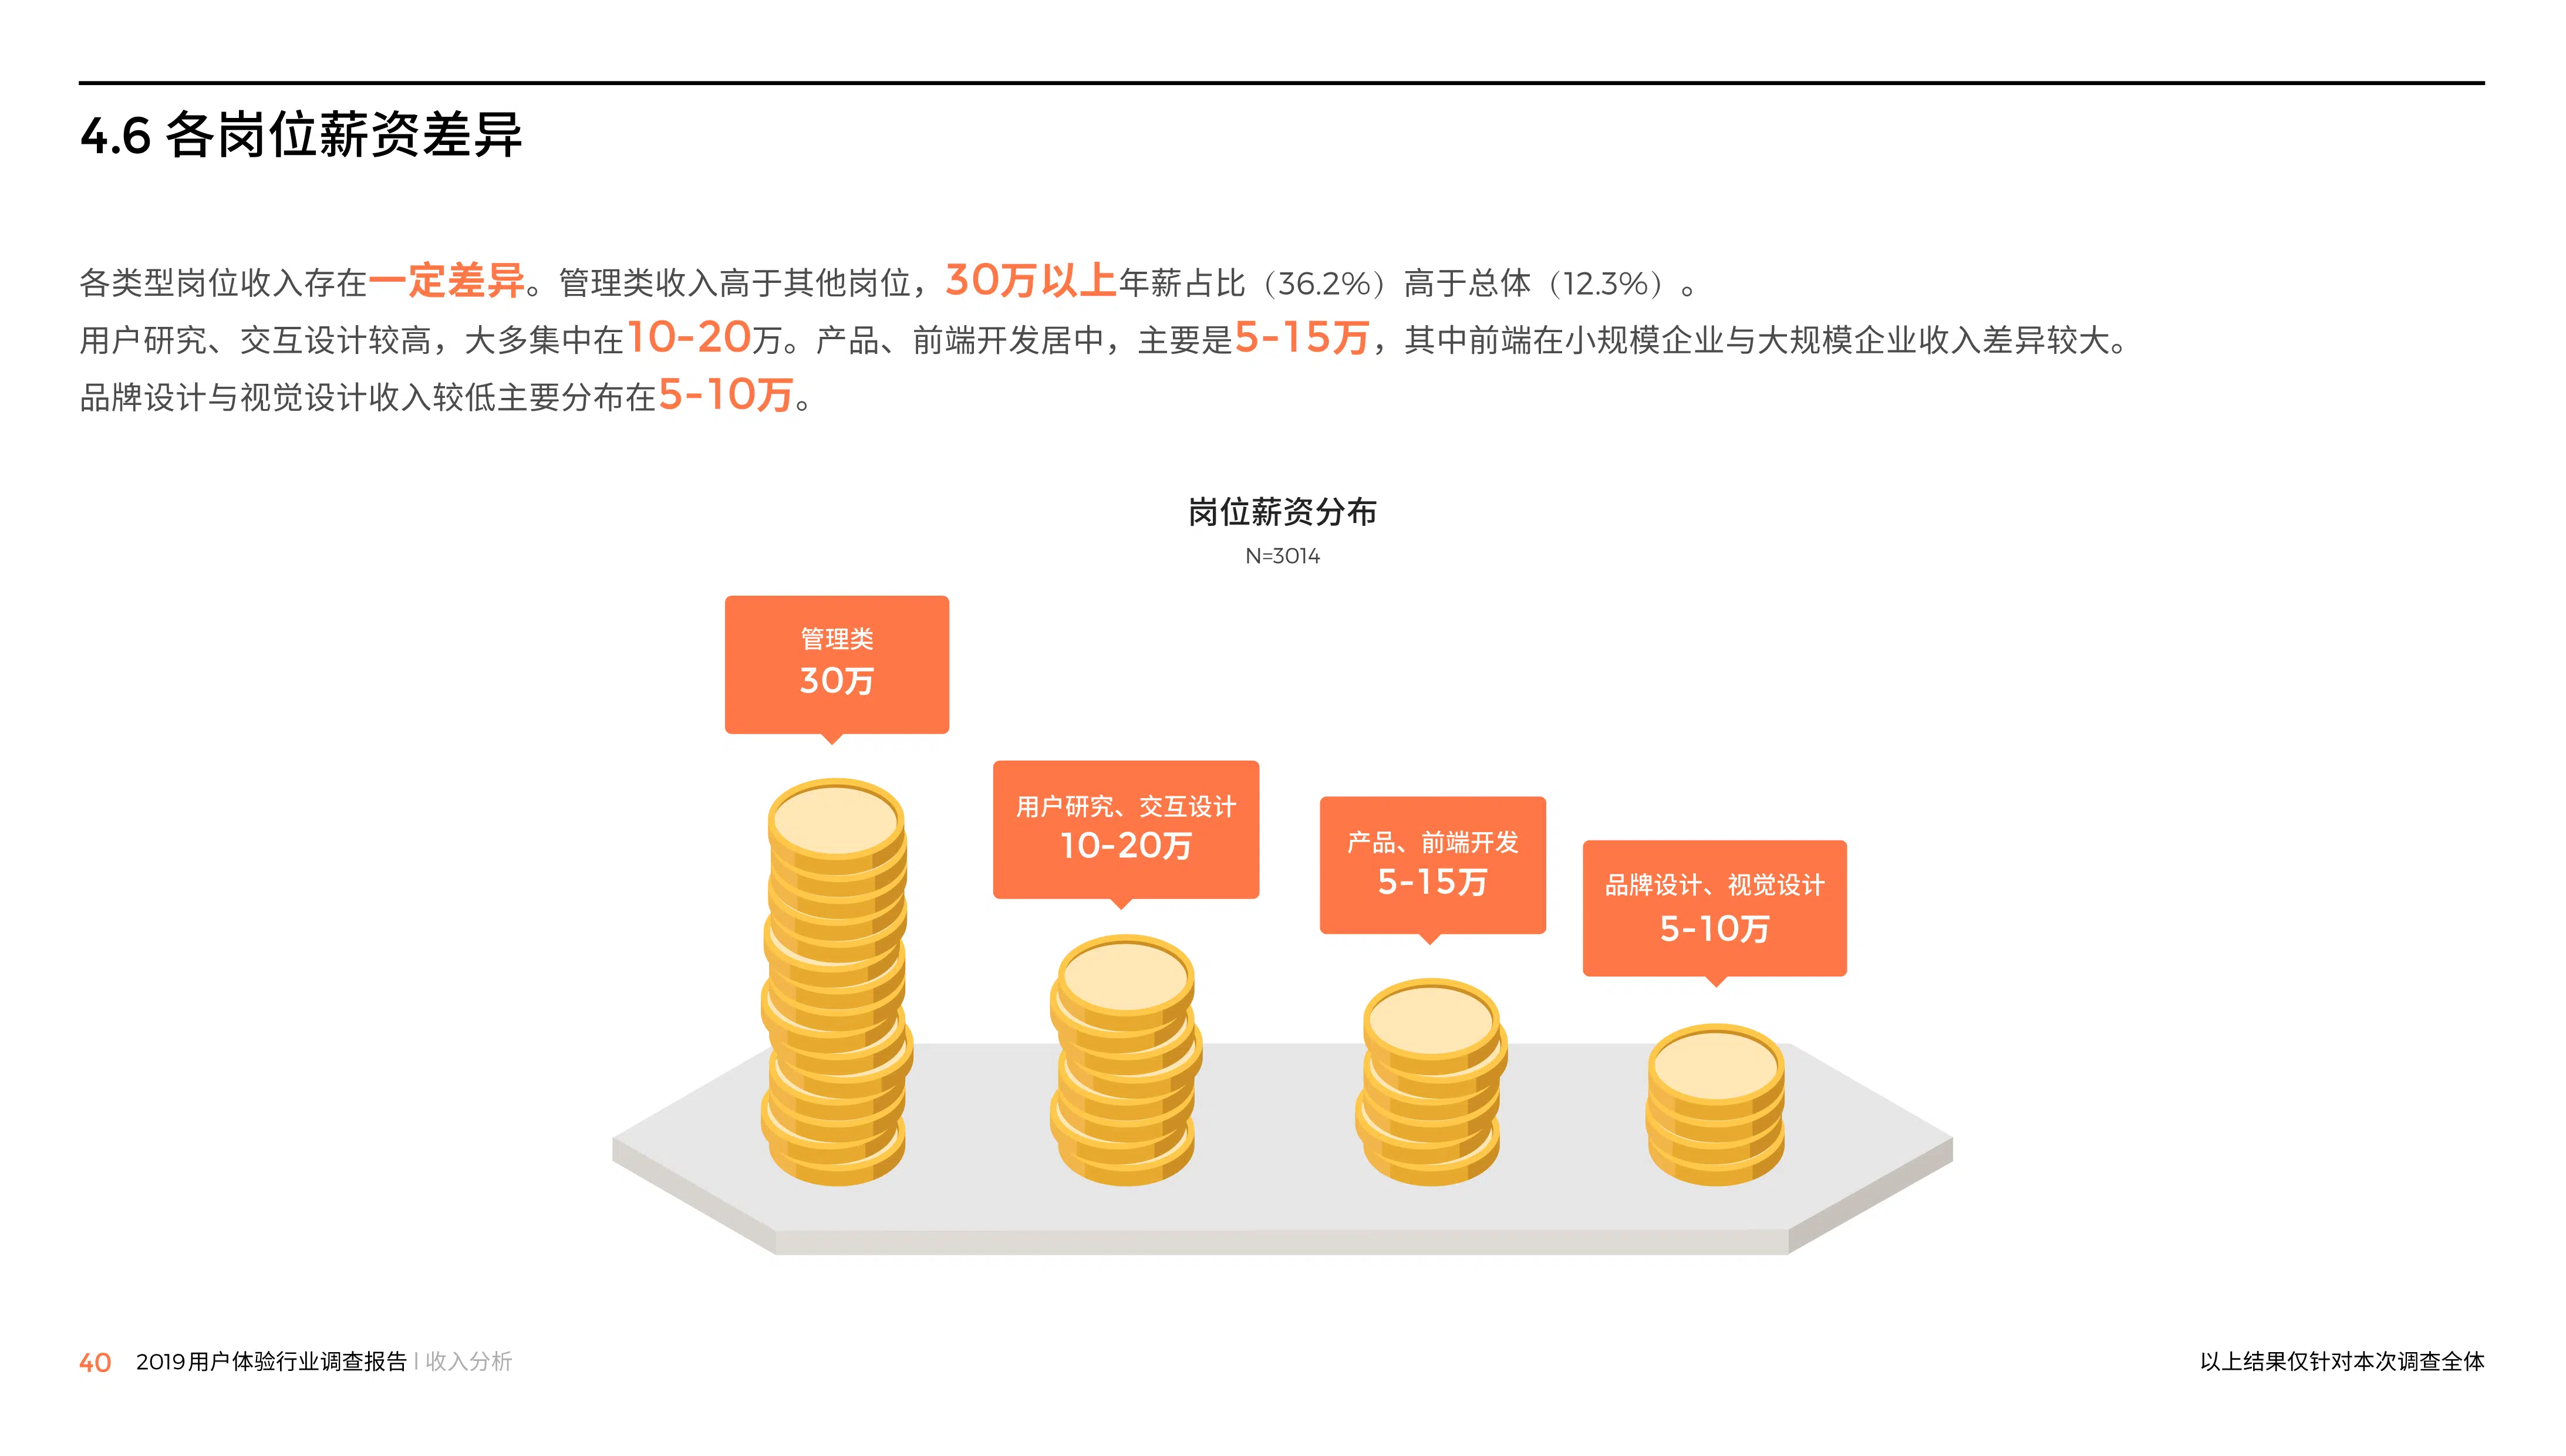 4.6 各岗位薪资差异
各类型岗位收入存在一定差异。管理类收入高于其他岗位，30万以上年薪占比（36.2%）高于总体（12.3%）。
用户研究、交互设计较高，大多集中在10-20万。产品、前端开发居中，主要是5-15万，其中前端在小规模企业与大规模企业收入差异较大。
品牌设计与视觉设计收入较低主要分布在5-10万。
岗位薪资分布
N=3014
管理类
30万
用户研究、交互设计
10-20万
产品、前端开发
5-15万
品牌设计、视觉设计
5-10万
40 2019用户体验行业调查报告 | 收入分析
以上结果仅针对本次调查全体